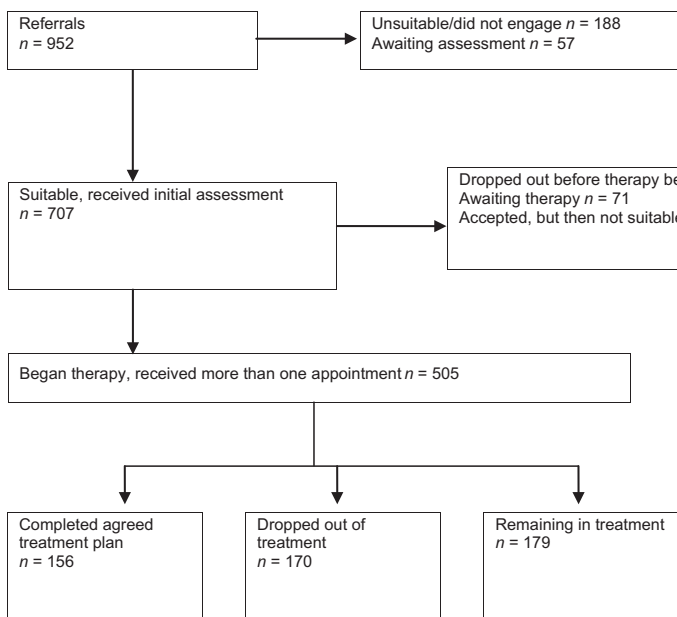 Referrals
n = 952
Unsuitable/did not engage n = 188
Awaiting assessment n = 57
Suitable, received initial assessment
n = 707
Dropped out before therapy
Awaiting therapy n = 71
Accepted, but then not suitable
Began therapy, received more than one appointment n = 505
Completed agreed
treatment plan
n = 156
Dropped out of
treatment
n = 170
Remaining in treatment
n = 179